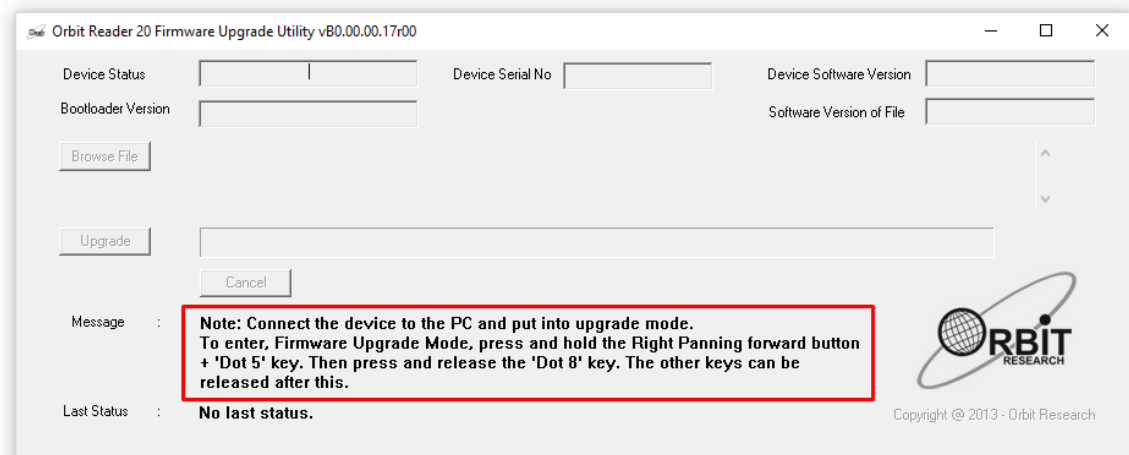 Orbit Reader 20 Firmware Upgrade Utility vB0.00.00.17r00
Device Status
Device Serial No
Device Software Version
Bootloader Version
Software Version of File
Browse File
Upgrade
Cancel
Message :
Note: Connect the device to the PC and put into upgrade mode.
To enter, Firmware Upgrade Mode, press and hold the Right Panning forward button
+ 'Dot 5' key. Then press and release the 'Dot 8' key. The other keys can be
released after this.
ORBIT
RESEARCH
Last Status :
No last status.
Copyright @ 2013 - Orbit Research